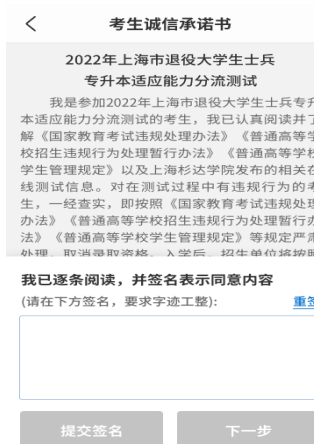 考生诚信承诺书
2022年上海市退役大学生士兵
专升本适应能力分流测试
我是参加2022年上海市退役大学生士兵专升
本适应能力分流测试的考生，我已认真阅读并了
解《国家教育考试违规处理办法》《普通高等学
校招生违规行为处理暂行办法》《普通高等学校
学生管理规定》以及上海杉达学院发布的相关在
线测试信息。对在测试过程中有违规行为的考
生，一经查实，即按照《国家教育考试违规处理
办法》《普通高等学校招生违规行为处理暂行办
法》《普通高等学校学生管理规定》等规定严肃
处理，取消录取资格。入学后，招生单位将按照
我已逐条阅读，并签名表示同意内容
(请在下方签名，要求字迹工整):
重签
提交签名
下一步